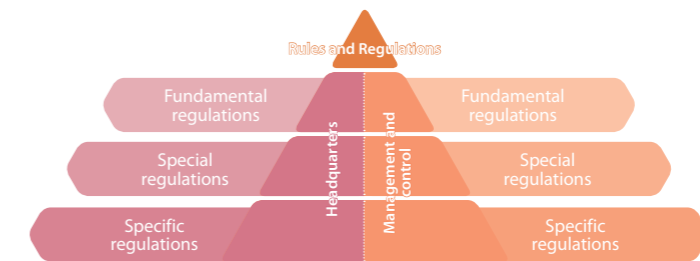 Rules and Regulations
Fundamental
regulations
Fundamental
regulations
Special
regulations
Special
regulations
Specific
regulations
Specific
regulations
Headquarters
Management and
control